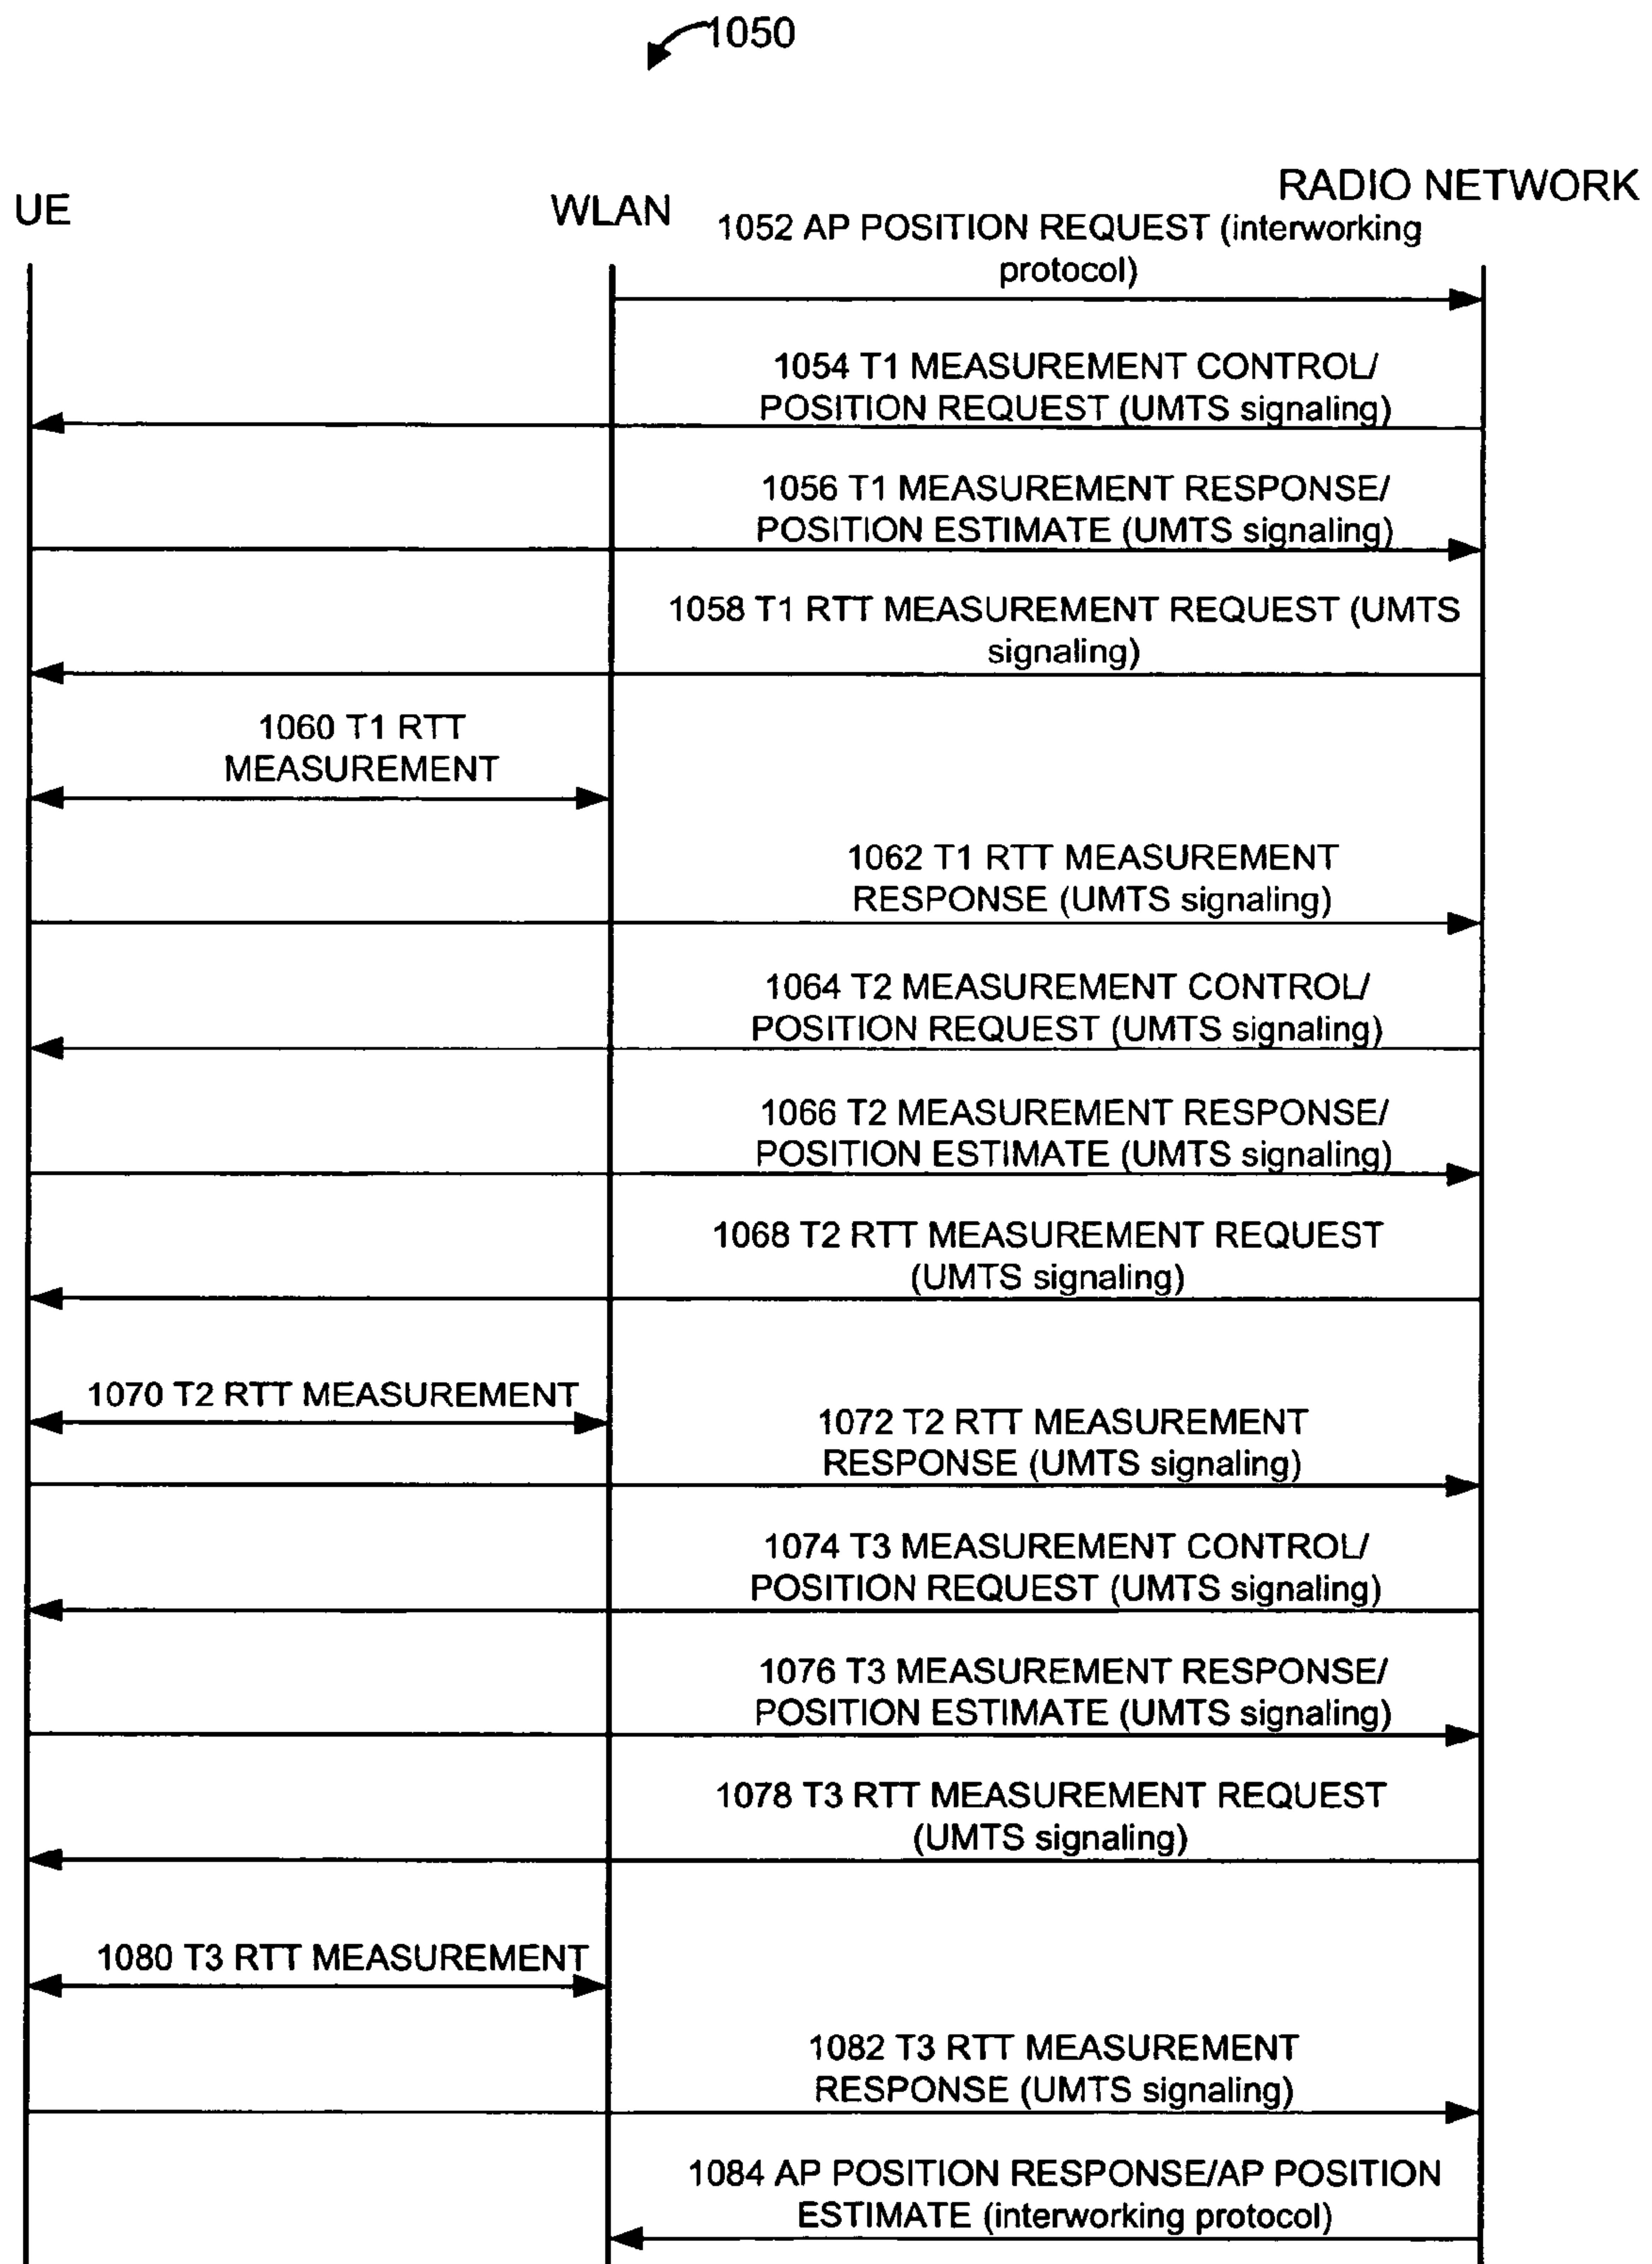 1050
UE
WLAN
RADIO NETWORK
1052 AP POSITION REQUEST (interworking
protocol)
1054 T1 MEASUREMENT CONTROL/
POSITION REQUEST (UMTS signaling)
1056 T1 MEASUREMENT RESPONSE/
POSITION ESTIMATE (UMTS signaling)
1058 T1 RTT MEASUREMENT REQUEST (UMTS
signaling)
1060 T1 RTT
MEASUREMENT
1062 T1 RTT MEASUREMENT
RESPONSE (UMTS signaling)
1064 T2 MEASUREMENT CONTROL/
POSITION REQUEST (UMTS signaling)
1066 T2 MEASUREMENT RESPONSE/
POSITION ESTIMATE (UMTS signaling)
1068 T2 RTT MEASUREMENT REQUEST
(UMTS signaling)
1070 T2 RTT MEASUREMENT
1072 T2 RTT MEASUREMENT
RESPONSE (UMTS signaling)
1074 T3 MEASUREMENT CONTROL/
POSITION REQUEST (UMTS signaling)
1076 T3 MEASUREMENT RESPONSE/
POSITION ESTIMATE (UMTS signaling)
1078 T3 RTT MEASUREMENT REQUEST
(UMTS signaling)
1080 T3 RTT MEASUREMENT
1082 T3 RTT MEASUREMENT
RESPONSE (UMTS signaling)
1084 AP POSITION RESPONSE/AP POSITION
ESTIMATE (interworking protocol)